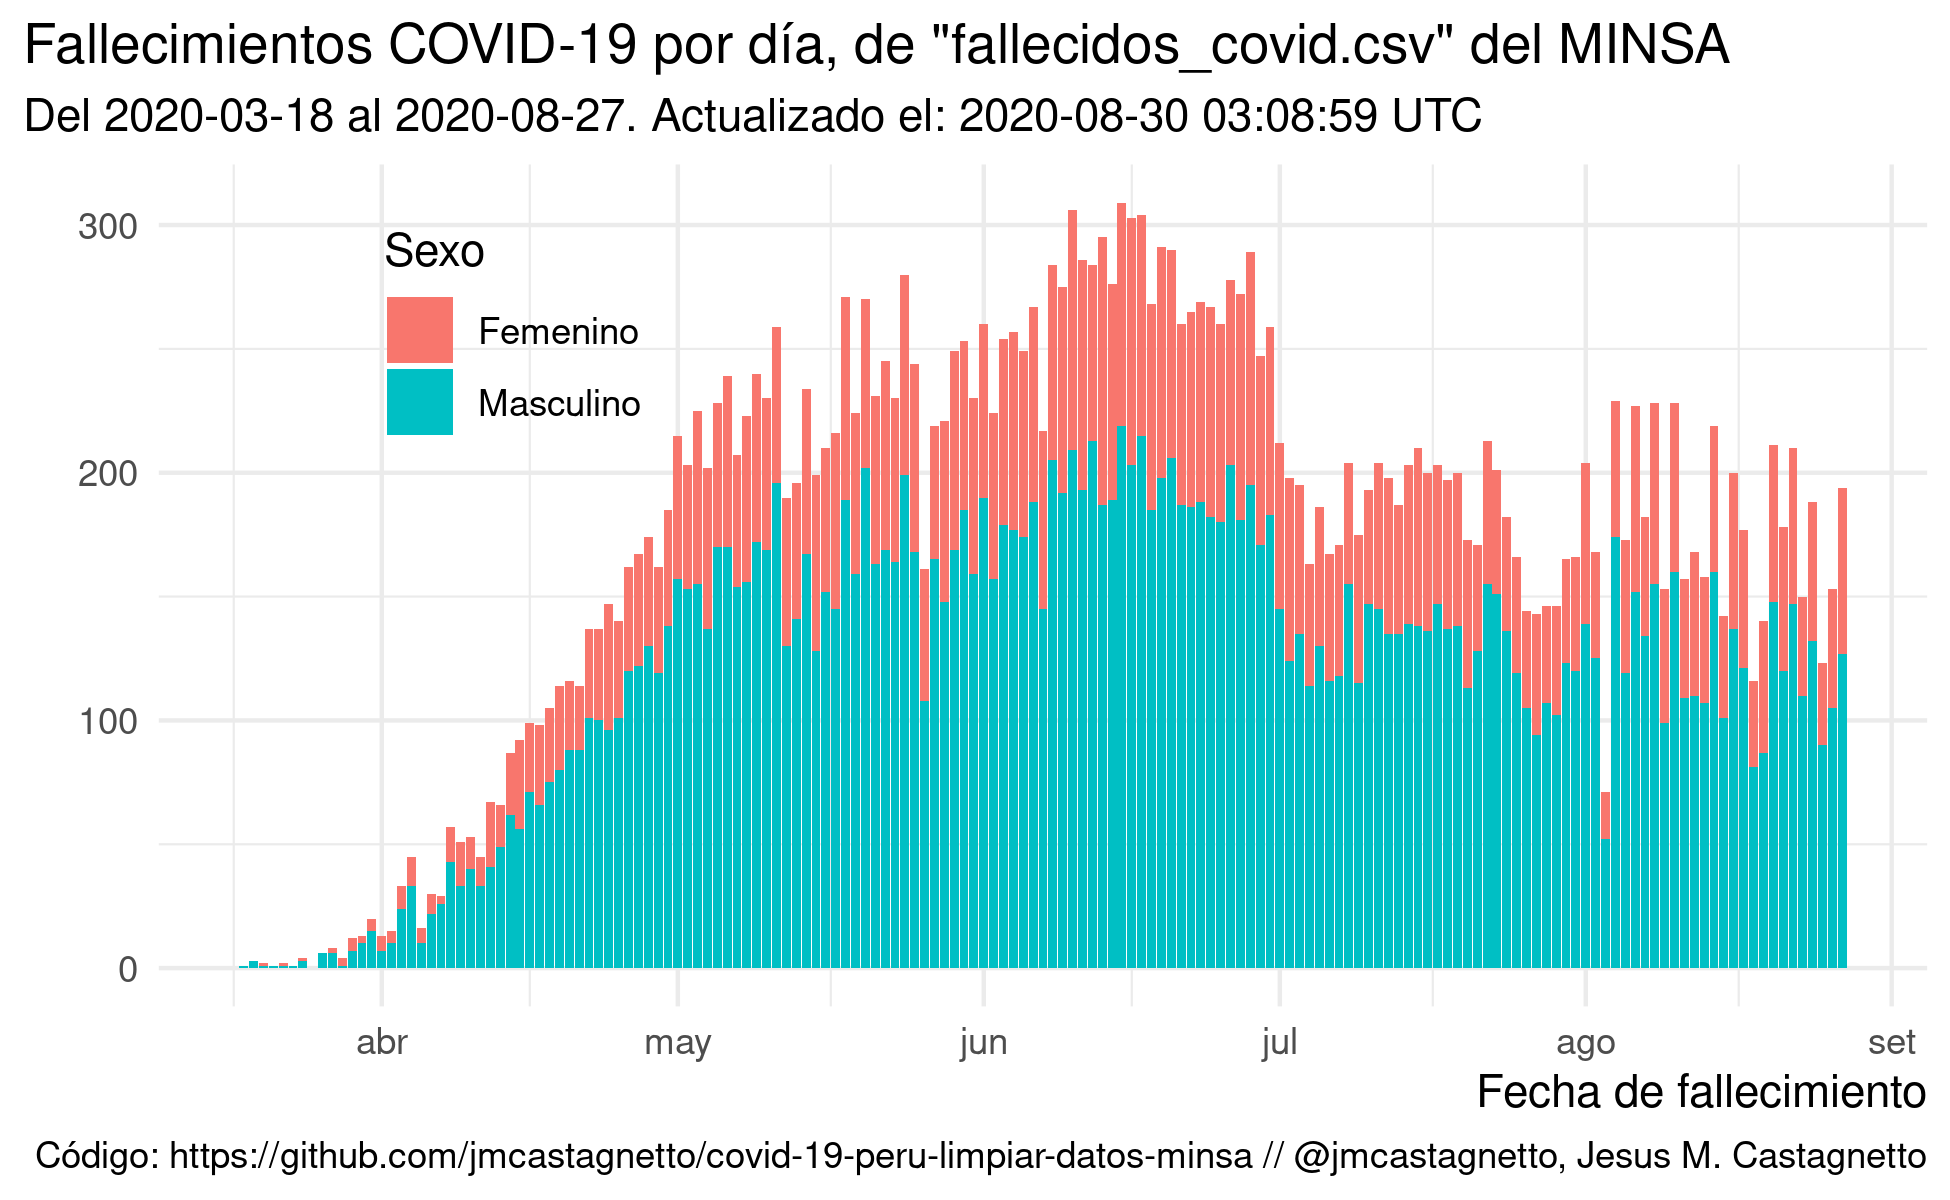 Fallecimientos COVID-19 por día, de "fallecidos_covid.csv" del MINSA
Del 2020-03-18 al 2020-08-27. Actualizado el: 2020-08-30 03:08:59 UTC
300
200
100
0
Sexo
Femenino
Masculino
abr may jun jul ago set
Fecha de fallecimiento
Código: https://github.com/jmcastagnetto/covid-19-peru-limpiar-datos-minsa // @jmcastagnetto, Jesus M. Castagnetto